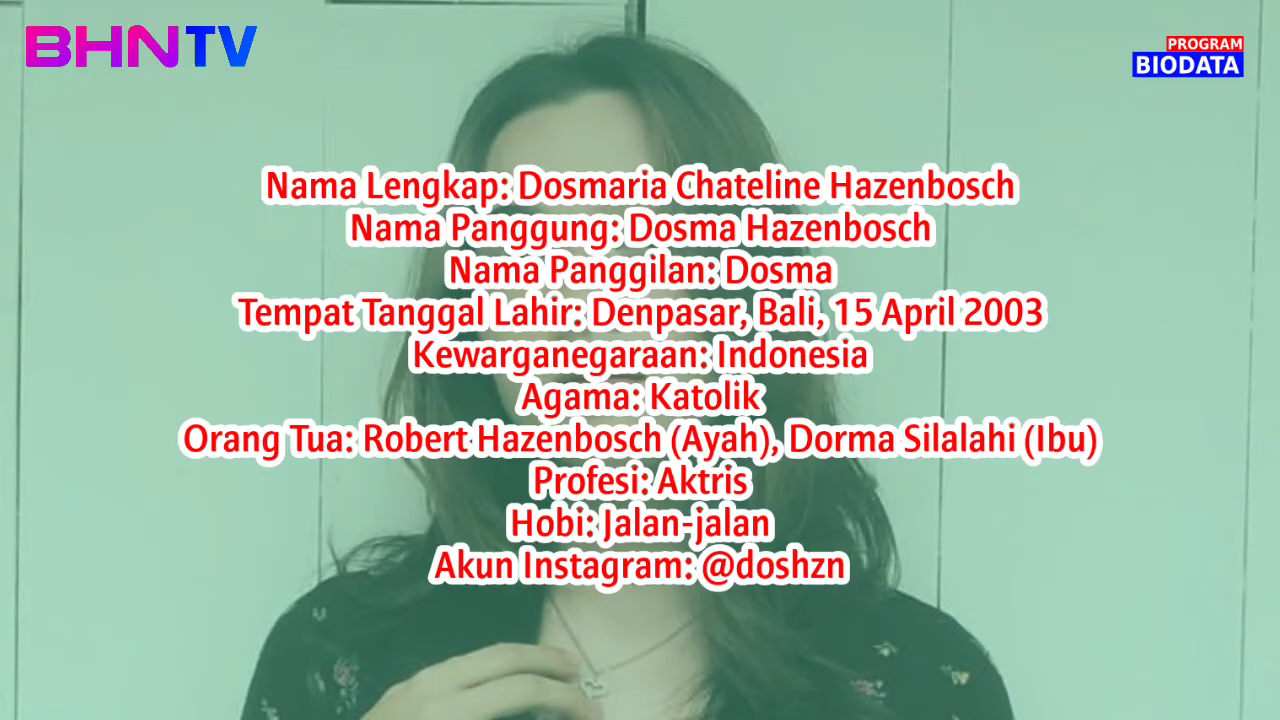 BHNTV
PROGRAM
BIODATA
Nama Lengkap: Dosmaria Chateline Hazenbosch
Nama Panggung: Dosma Hazenbosch
Nama Panggilan: Dosma
Tempat Tanggal Lahir: Denpasar, Bali, 15 April 2003
Kewarganegaraan: Indonesia
Agama: Katolik
Orang Tua: Robert Hazenbosch (Ayah), Dorma Silalahi (Ibu)
Profesi: Aktris
Hobi: Jalan-jalan
Akun Instagram: @doshzn